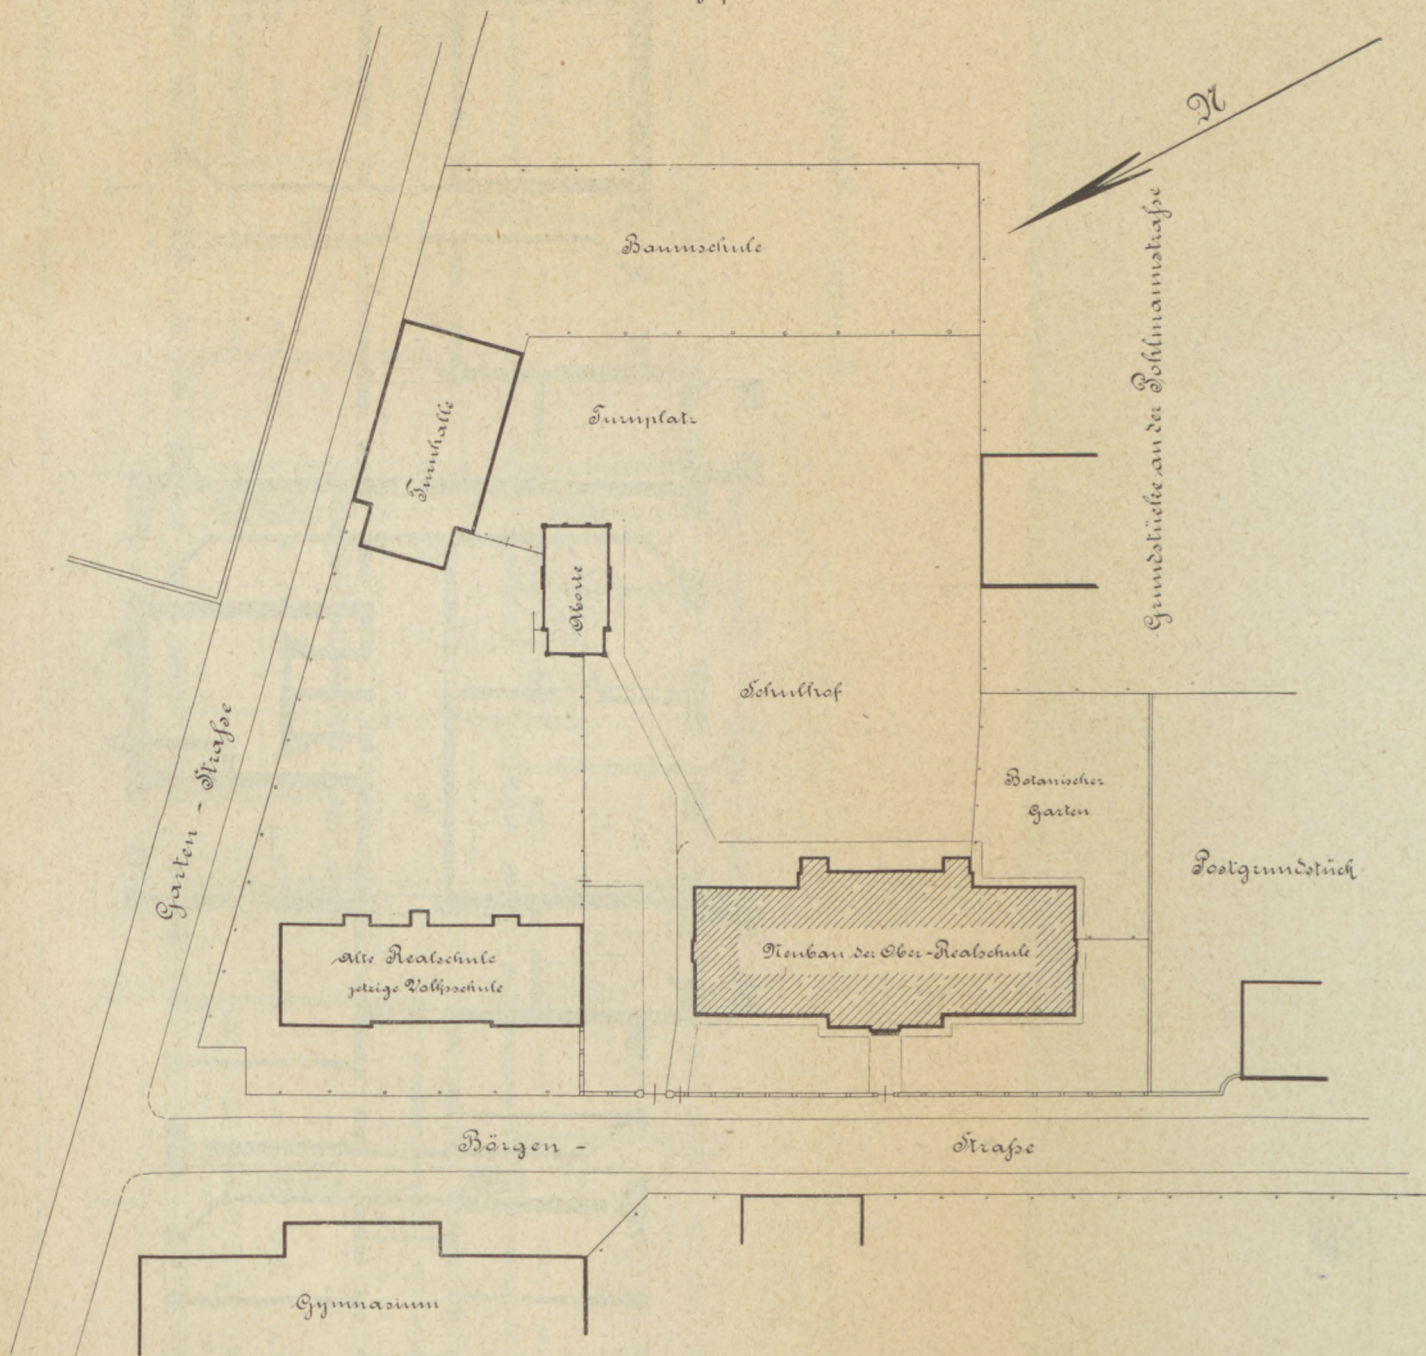 N
Baumschule
Grundstücke an der Pohlmannstraße
Turnplatz
Turnhalle
Aborte
Schulhof
Garten - Straße
Botanischer
Garten
Postgrundstück
Alte Realschule
jetzige Volksschule
Neubau der Ober-Realschule
Börgen - Straße
Gymnasium